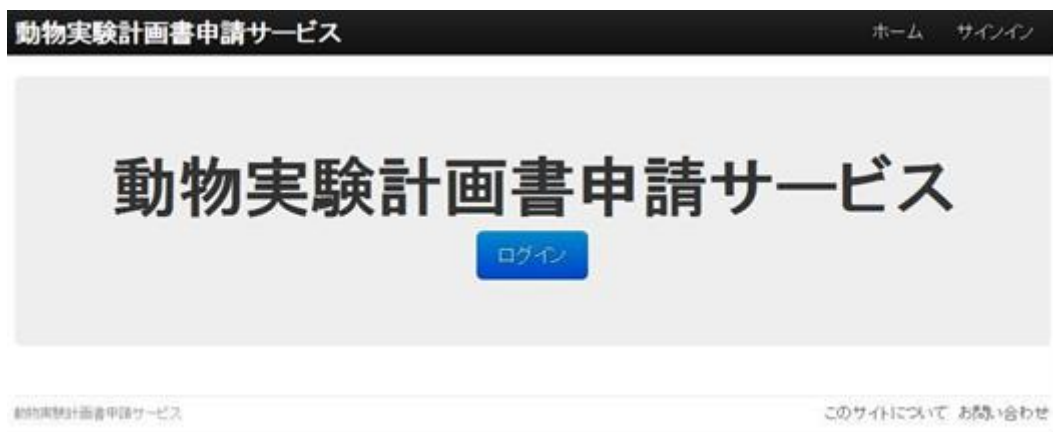 動物実験計画書申請サービス ホーム サインイン
動物実験計画書申請サービス
ログイン
動物実験計画書申請サービス このサイトについて お問い合わせ